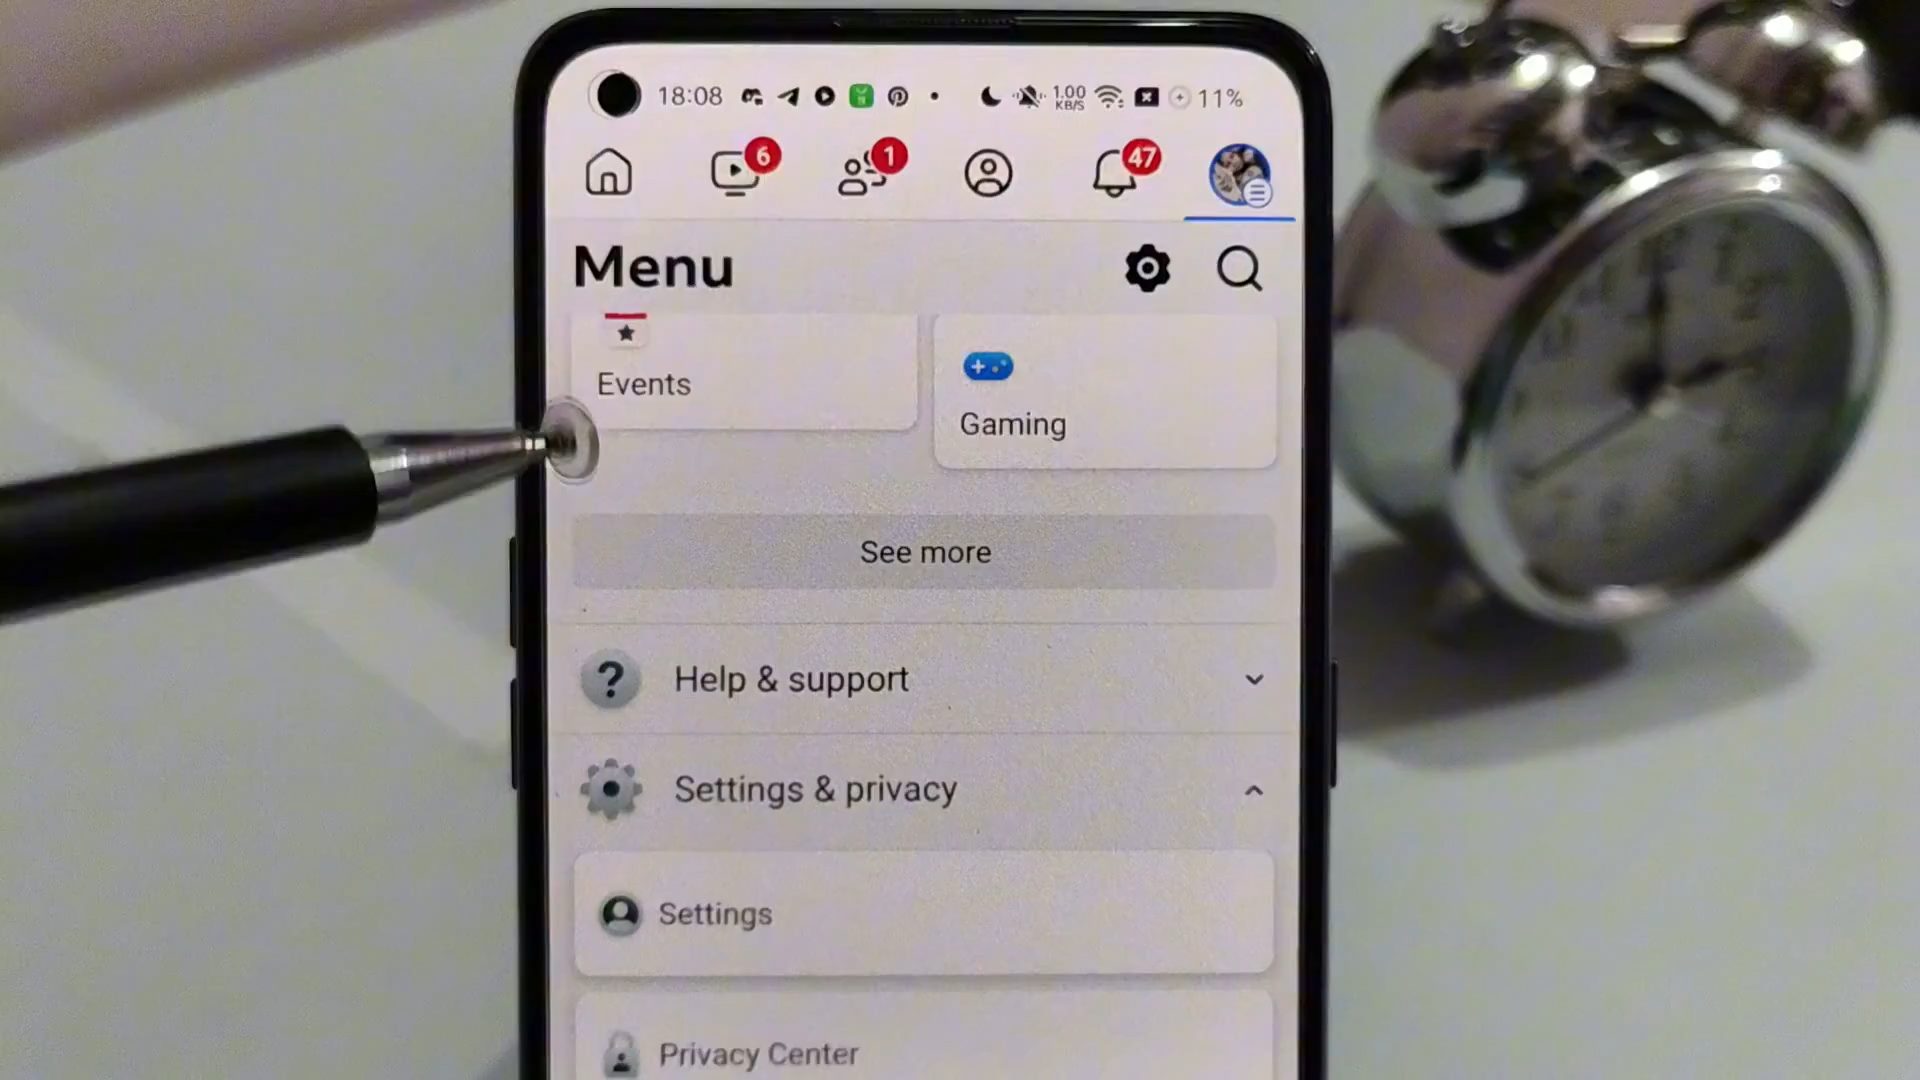 18:08 1.00 KB/S 11%
6 1 47
Menu
Events
Gaming
See more
? Help & support
Settings & privacy
Settings
Privacy Center